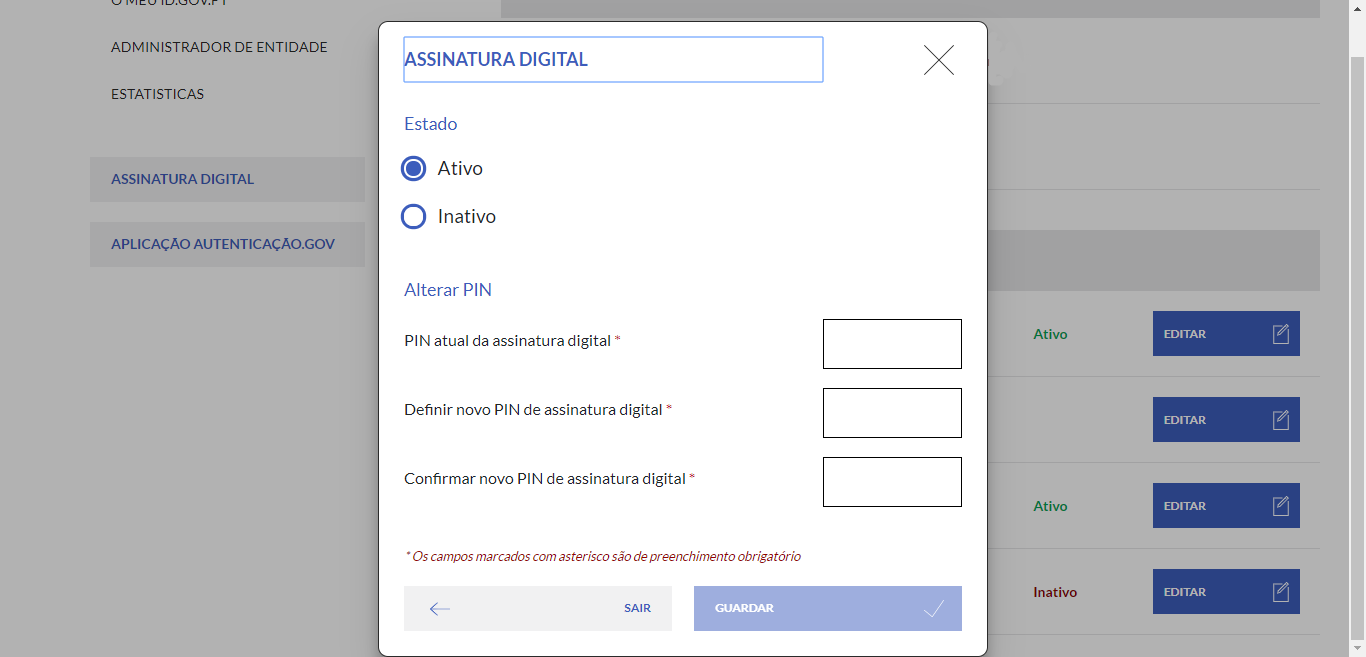 O MEU ID.GOV.PT
ADMINISTRADOR DE ENTIDADE
ESTATISTICAS
ASSINATURA DIGITAL
APLICAÇÃO AUTENTICAÇÃO.GOV
ASSINATURA DIGITAL
Estado
Ativo
Inativo
Alterar PIN
PIN atual da assinatura digital *
Definir novo PIN de assinatura digital *
Confirmar novo PIN de assinatura digital *
* Os campos marcados com asterisco são de preenchimento obrigatório
SAIR
GUARDAR
Ativo EDITAR
EDITAR
Ativo EDITAR
Inativo EDITAR